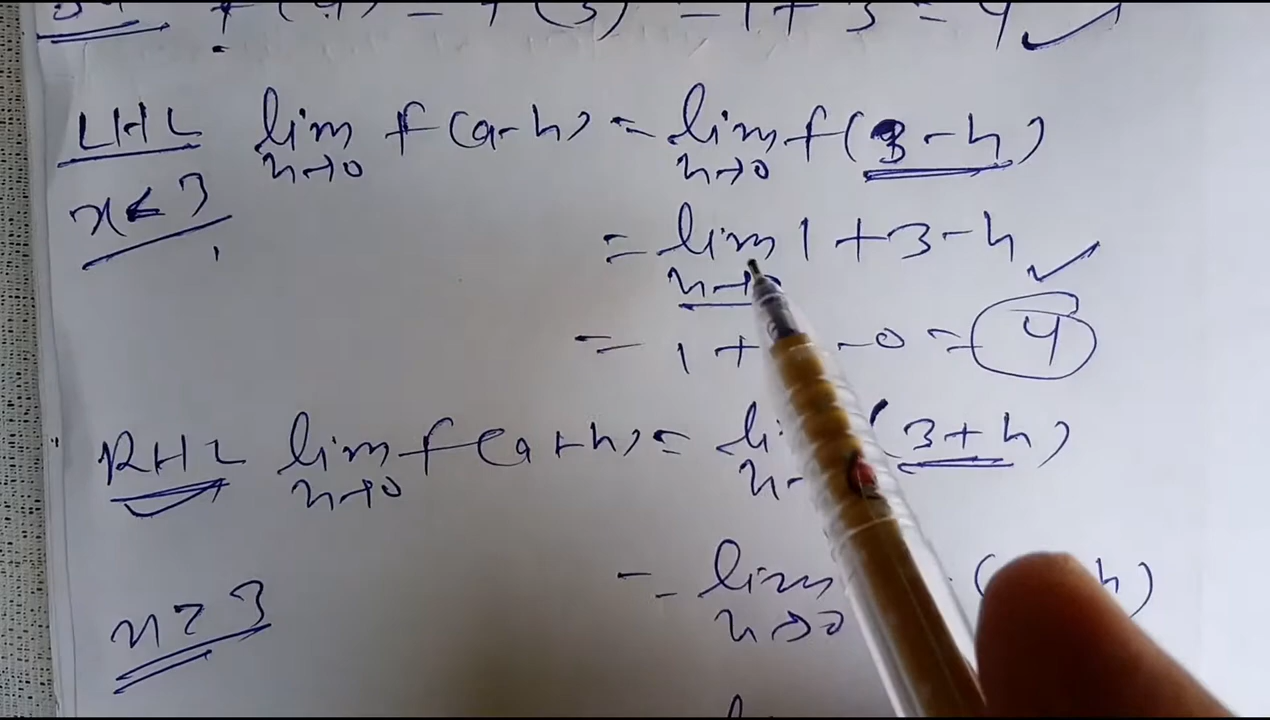 f(a) = f(3) = 1 + 3 = 4 ✓
LHL lim f(a-h) = lim f(3-h)
h→0 h→0
x < 3
= lim 1 + 3 - h ✓
h→0
= 1 + - 0 = 4
RHL lim f(a+h) = (3+h)
h→0
= lim ( h)
h→0
x > 3